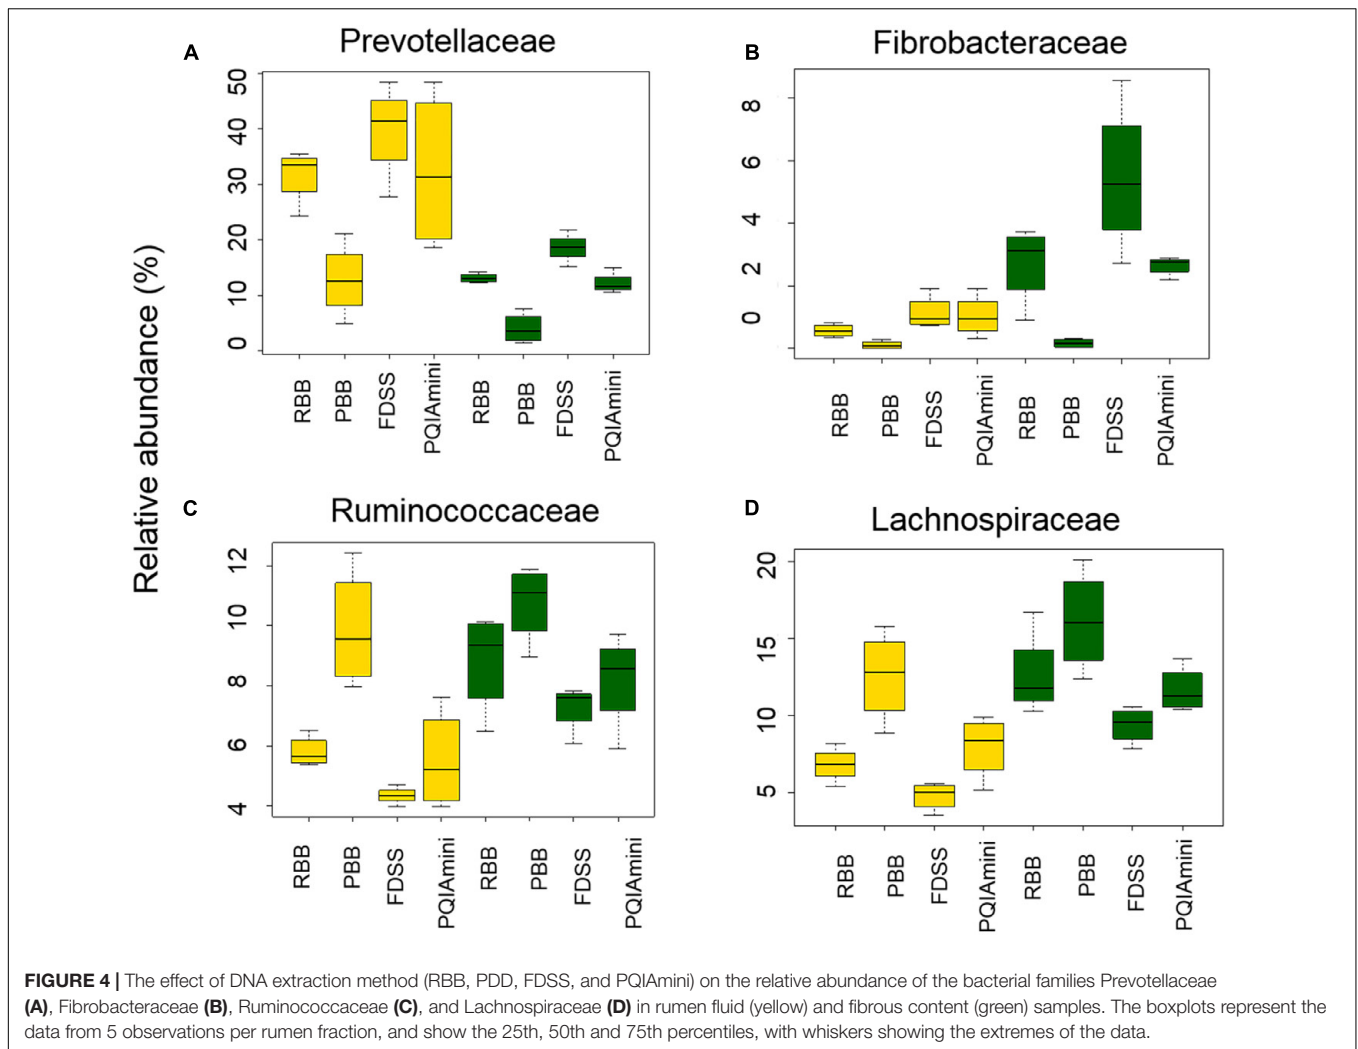 A
Prevotellaceae
50
40
30
20
10
0
RBB
PBB
FDSS
PQIAmini
RBB
PBB
FDSS
PQIAmini
B
Fibrobacteraceae
8
6
4
2
0
RBB
PBB
FDSS
PQIAmini
RBB
PBB
FDSS
PQIAmini
Relative abundance (%)
C
Ruminococcaceae
12
10
8
6
4
RBB
PBB
FDSS
PQIAmini
RBB
PBB
FDSS
PQIAmini
D
Lachnospiraceae
20
15
10
5
RBB
PBB
FDSS
PQIAmini
RBB
PBB
FDSS
PQIAmini
FIGURE 4 | The effect of DNA extraction method (RBB, PDD, FDSS, and PQIAmini) on the relative abundance of the bacterial families Prevotellaceae
(A), Fibrobacteraceae (B), Ruminococcaceae (C), and Lachnospiraceae (D) in rumen fluid (yellow) and fibrous content (green) samples. The boxplots represent the
data from 5 observations per rumen fraction, and show the 25th, 50th and 75th percentiles, with whiskers showing the extremes of the data.